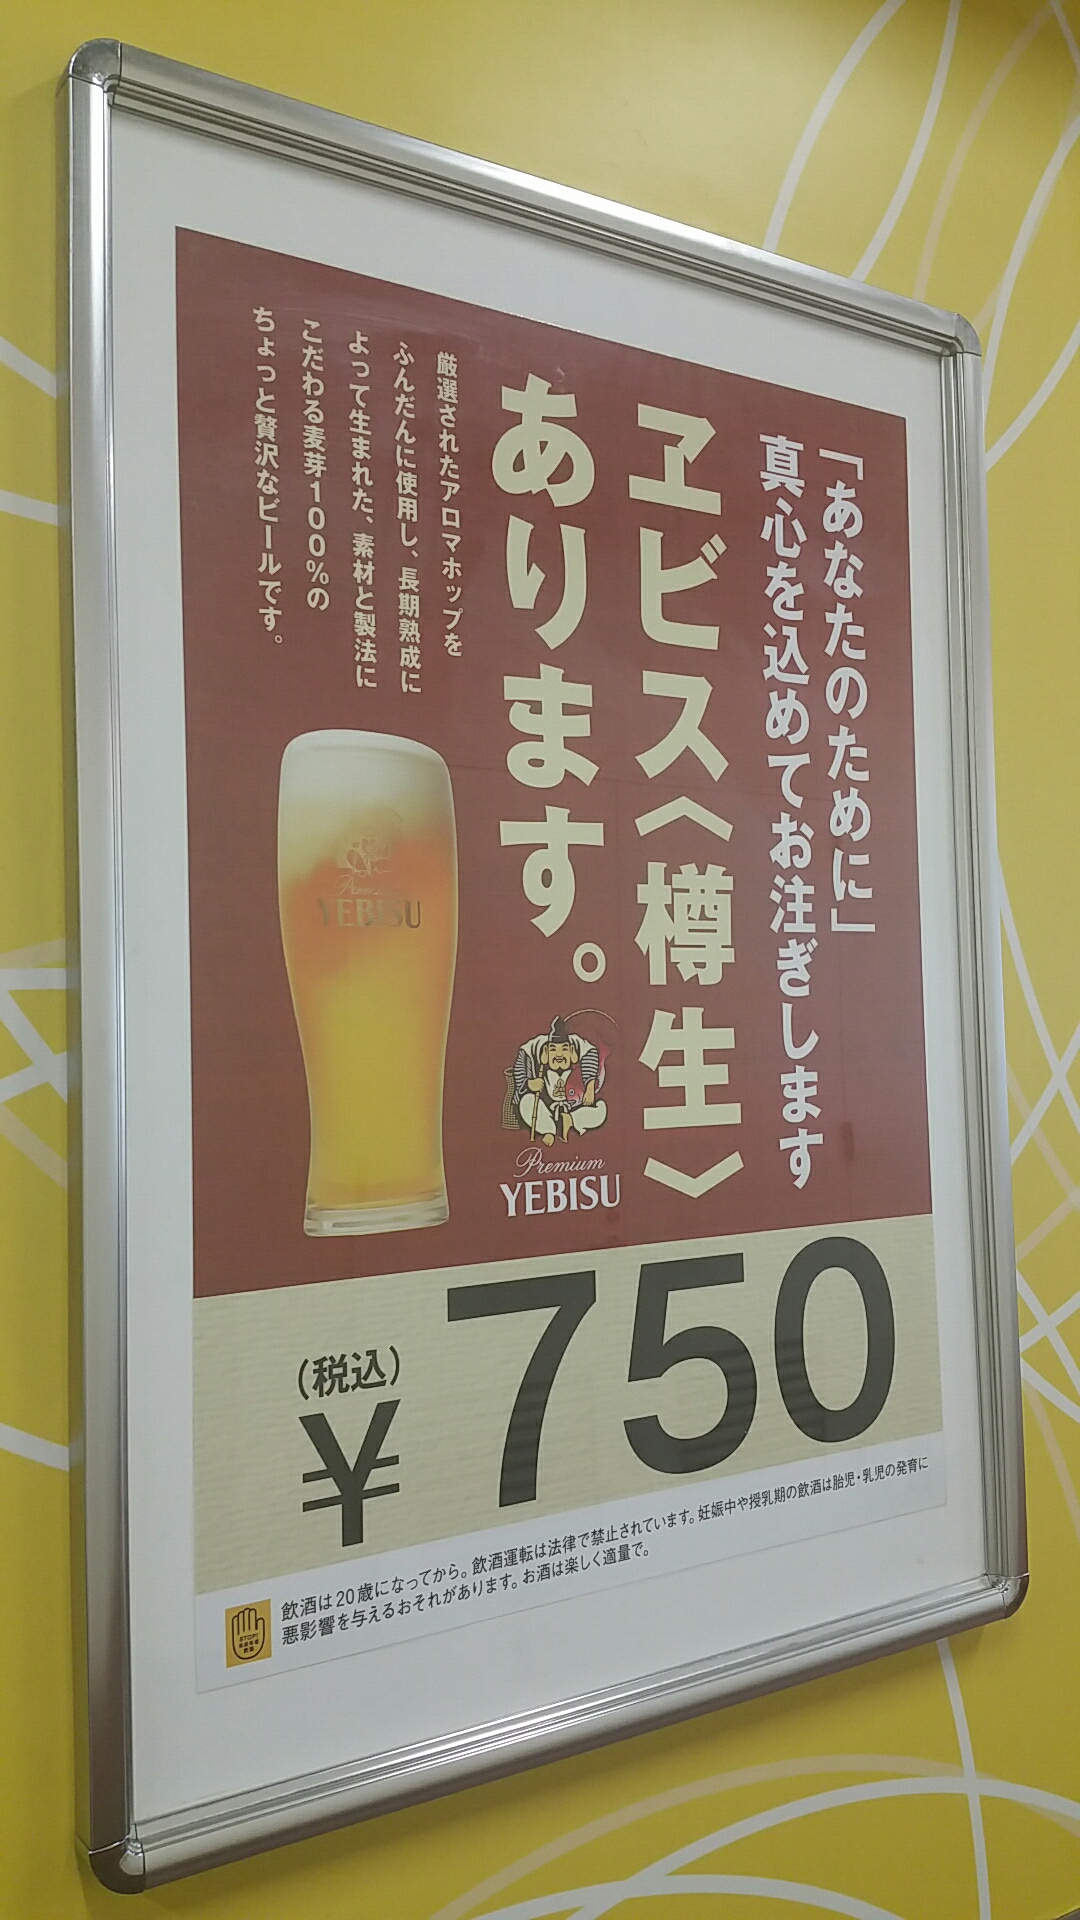 「あなたのために」
真心を込めてお注ぎします
ヱビス〈樽生〉
あります。
厳選されたアロマホップを
ふんだんに使用し、長期熟成に
よって生まれた、素材と製法に
こだわる麦芽100%の
ちょっと贅沢なビールです。
Premium
YEBISU
Premium
YEBISU
(税込)
¥750
飲酒は20歳になってから。飲酒運転は法律で禁止されています。妊娠中や授乳期の飲酒は胎児・乳児の発育に
悪影響を与えるおそれがあります。お酒は楽しく適量で。
STOP!